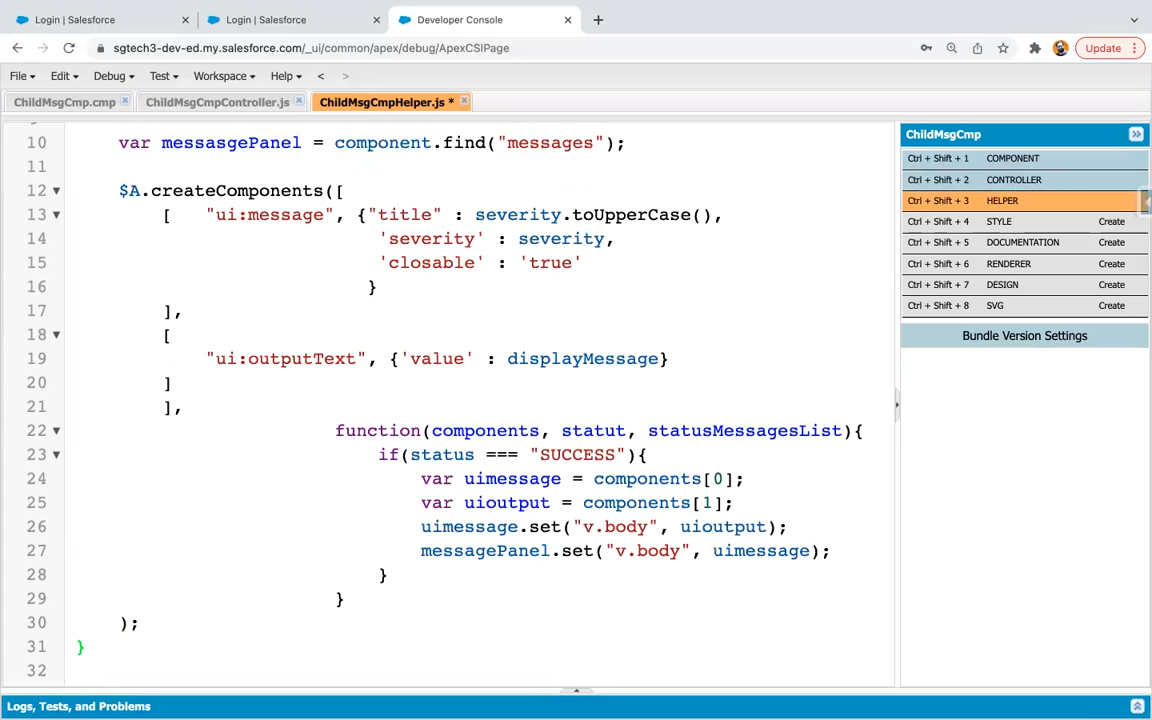 Login | Salesforce
Login | Salesforce
Developer Console
sgtech3-dev-ed.my.salesforce.com/_ui/common/apex/debug/ApexCSIPage
Update
File Edit Debug Test Workspace Help < >
ChildMsgCmp.cmp
ChildMsgCmpController.js
ChildMsgCmpHelper.js *
10 var messasgePanel = component.find("messages");
11
12 $A.createComponents([
13 [ "ui:message", {"title" : severity.toUpperCase(),
14 'severity' : severity,
15 'closable' : 'true'
16 }
17 ],
18 [
19 "ui:outputText", {'value' : displayMessage}
20 ]
21 ],
22 function(components, statut, statusMessagesList){
23 if(status === "SUCCESS"){
24 var uimessage = components[0];
25 var uioutput = components[1];
26 uimessage.set("v.body", uioutput);
27 messagePanel.set("v.body", uimessage);
28 }
29 }
30 );
31 }
32
ChildMsgCmp
Ctrl + Shift + 1 COMPONENT
Ctrl + Shift + 2 CONTROLLER
Ctrl + Shift + 3 HELPER
Ctrl + Shift + 4 STYLE Create
Ctrl + Shift + 5 DOCUMENTATION Create
Ctrl + Shift + 6 RENDERER Create
Ctrl + Shift + 7 DESIGN Create
Ctrl + Shift + 8 SVG Create
Bundle Version Settings
Logs, Tests, and Problems